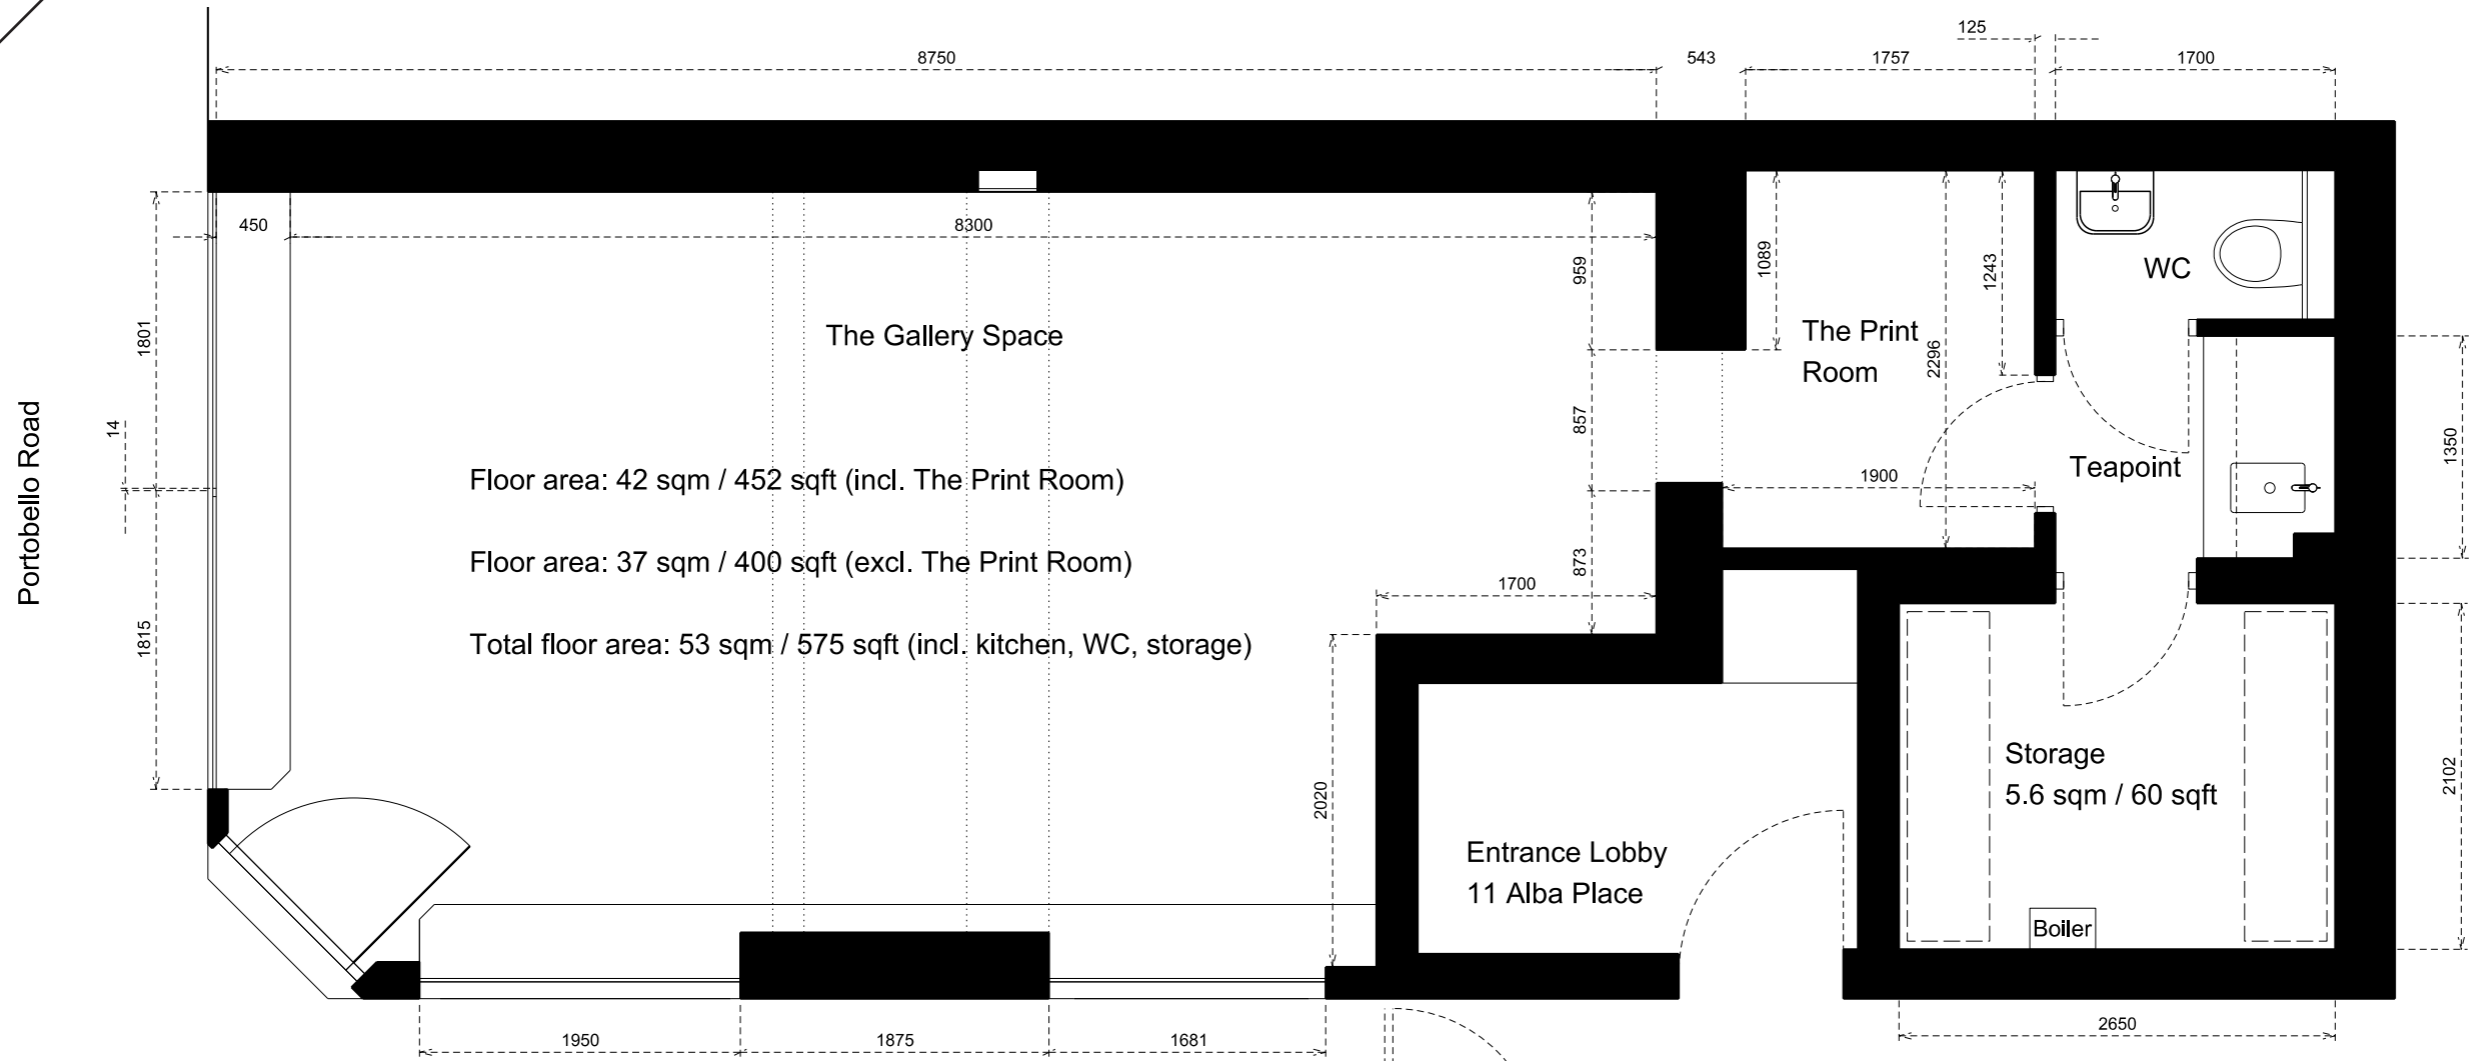 125
8750
543
1757
1700
450
8300
959
1089
1243
WC
1801
The Gallery Space
The Print
Room
2296
14
857
1350
Portobello Road
Floor area: 42 sqm / 452 sqft (incl. The Print Room)
1900
Teapoint
Floor area: 37 sqm / 400 sqft (excl. The Print Room)
873
1700
1815
Total floor area: 53 sqm / 575 sqft (incl. kitchen, WC, storage)
2020
Storage
5.6 sqm / 60 sqft
2102
Entrance Lobby
11 Alba Place
Boiler
1950
1875
1681
2650